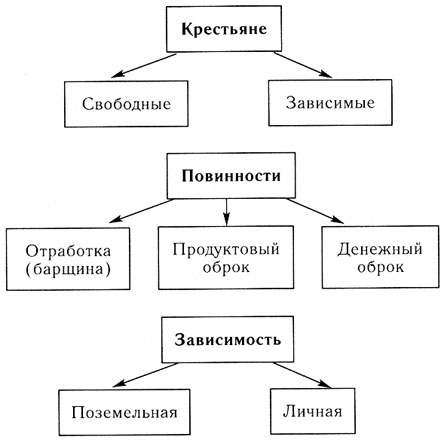 Крестьяне
Свободные
Зависимые
Повинности
Отработка
(барщина)
Продуктовый
оброк
Денежный
оброк
Зависимость
Поземельная
Личная